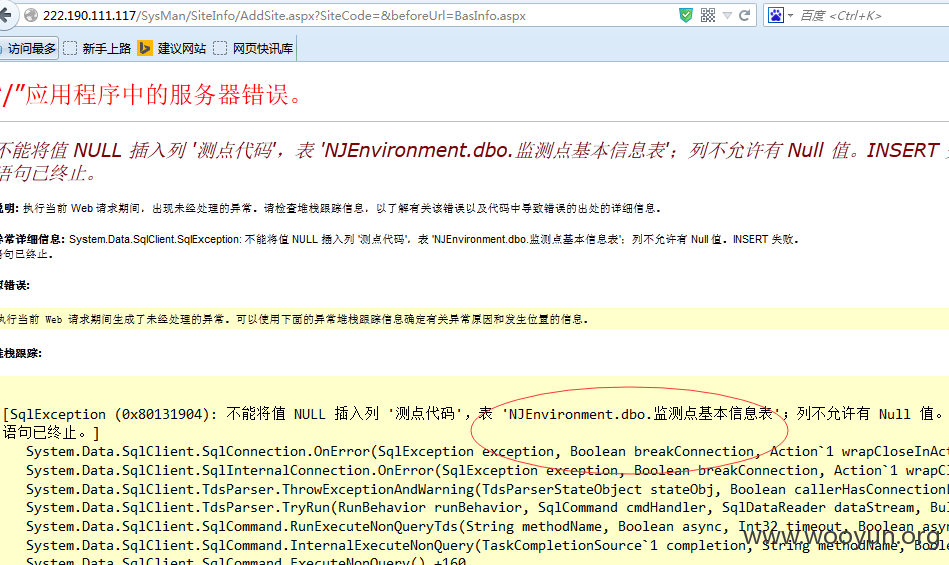 222.190.111.117/SysMan/SiteInfo/AddSite.aspx?SiteCode=&beforeUrl=BasInfo.aspx 百度 <Ctrl+K>
访问最多 新手上路 建议网站 网页快讯库
“/”应用程序中的服务器错误。
不能将值 NULL 插入列 '测点代码'，表 'NJEnvironment.dbo.监测点基本信息表'；列不允许有 Null 值。INSERT
语句已终止。
说明: 执行当前 Web 请求期间，出现未经处理的异常。请检查堆栈跟踪信息，以了解有关该错误以及代码中导致错误的出处的详细信息。
异常详细信息: System.Data.SqlClient.SqlException: 不能将值 NULL 插入列 '测点代码'，表 'NJEnvironment.dbo.监测点基本信息表'；列不允许有 Null 值。INSERT 失败。
语句已终止。
源错误:
执行当前 Web 请求期间生成了未经处理的异常。可以使用下面的异常堆栈跟踪信息确定有关异常原因和发生位置的信息。
堆栈跟踪:
[SqlException (0x80131904): 不能将值 NULL 插入列 '测点代码'，表 'NJEnvironment.dbo.监测点基本信息表'；列不允许有 Null 值。
语句已终止。]
System.Data.SqlClient.SqlConnection.OnError(SqlException exception, Boolean breakConnection, Action`1 wrapCloseInAct
System.Data.SqlClient.SqlInternalConnection.OnError(SqlException exception, Boolean breakConnection, Action`1 wrapCl
System.Data.SqlClient.TdsParser.ThrowExceptionAndWarning(TdsParserStateObject stateObj, Boolean callerHasConnection
System.Data.SqlClient.TdsParser.TryRun(RunBehavior runBehavior, SqlCommand cmdHandler, SqlDataReader dataStream, Bu
System.Data.SqlClient.SqlCommand.RunExecuteNonQueryTds(String methodName, Boolean async, Int32 timeout, Boolean asyn
System.Data.SqlClient.SqlCommand.InternalExecuteNonQuery(TaskCompletionSource`1 completion, String methodName, Boole
System.Data.SqlClient.SqlCommand.ExecuteNonQuery() +160
www.wooyun.org